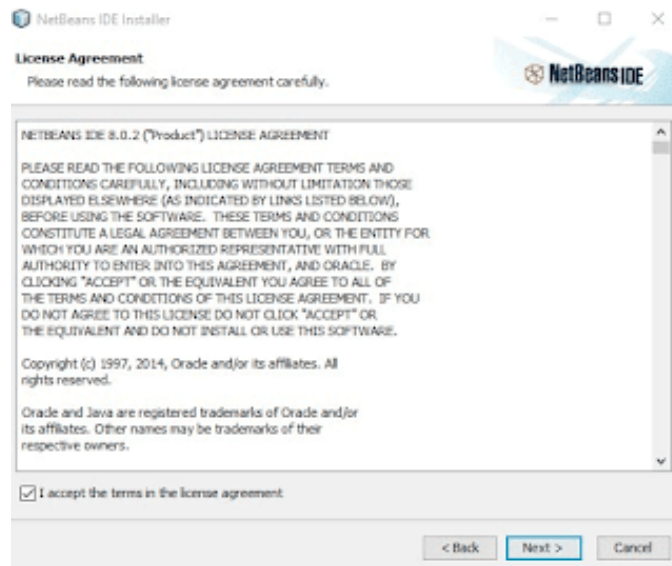 NetBeans IDE Installer
License Agreement
Please read the following license agreement carefully.
NetBeans IDE
NETBEANS IDE 8.0.2 ("Product") LICENSE AGREEMENT
PLEASE READ THE FOLLOWING LICENSE AGREEMENT TERMS AND
CONDITIONS CAREFULLY, INCLUDING WITHOUT LIMITATION THOSE
DISPLAYED ELSEWHERE (AS INDICATED BY LINKS LISTED BELOW),
BEFORE USING THE SOFTWARE. THESE TERMS AND CONDITIONS
CONSTITUTE A LEGAL AGREEMENT BETWEEN YOU, OR THE ENTITY FOR
WHICH YOU ARE AN AUTHORIZED REPRESENTATIVE WITH FULL
AUTHORITY TO ENTER INTO THIS AGREEMENT, AND ORACLE. BY
CLICKING "ACCEPT" OR THE EQUIVALENT YOU AGREE TO ALL OF
THE TERMS AND CONDITIONS OF THIS LICENSE AGREEMENT. IF YOU
DO NOT AGREE TO THIS LICENSE DO NOT CLICK "ACCEPT" OR
THE EQUIVALENT AND DO NOT INSTALL OR USE THIS SOFTWARE.
Copyright (c) 1997, 2014, Oracle and/or its affiliates. All
rights reserved.
Oracle and Java are registered trademarks of Oracle and/or
its affiliates. Other names may be trademarks of their
respective owners.
I accept the terms in the license agreement
< Back Next > Cancel